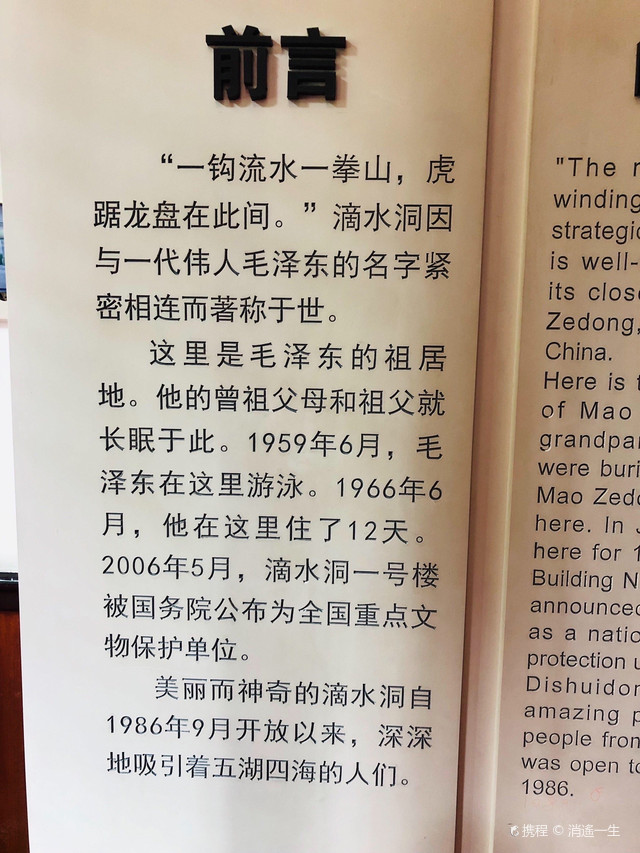 前言
“一钩流水一拳山，虎
踞龙盘在此间。”滴水洞因
与一代伟人毛泽东的名字紧
密相连而著称于世。
这里是毛泽东的祖居
地。他的曾祖父母和祖父就
长眠于此。1959年6月，毛
泽东在这里游泳。1966年6
月，他在这里住了12天。
2006年5月，滴水洞一号楼
被国务院公布为全国重点文
物保护单位。
美丽而神奇的滴水洞自
1986年9月开放以来，深深
地吸引着五湖四海的人们。
"The
winding
is well-
its
Zedong,
China.
Here is
of Mao
were
Mao
here. In
here for
Building
announced
as a
protection
amazing
people from
was open
1986.
携程 © 消遥一生